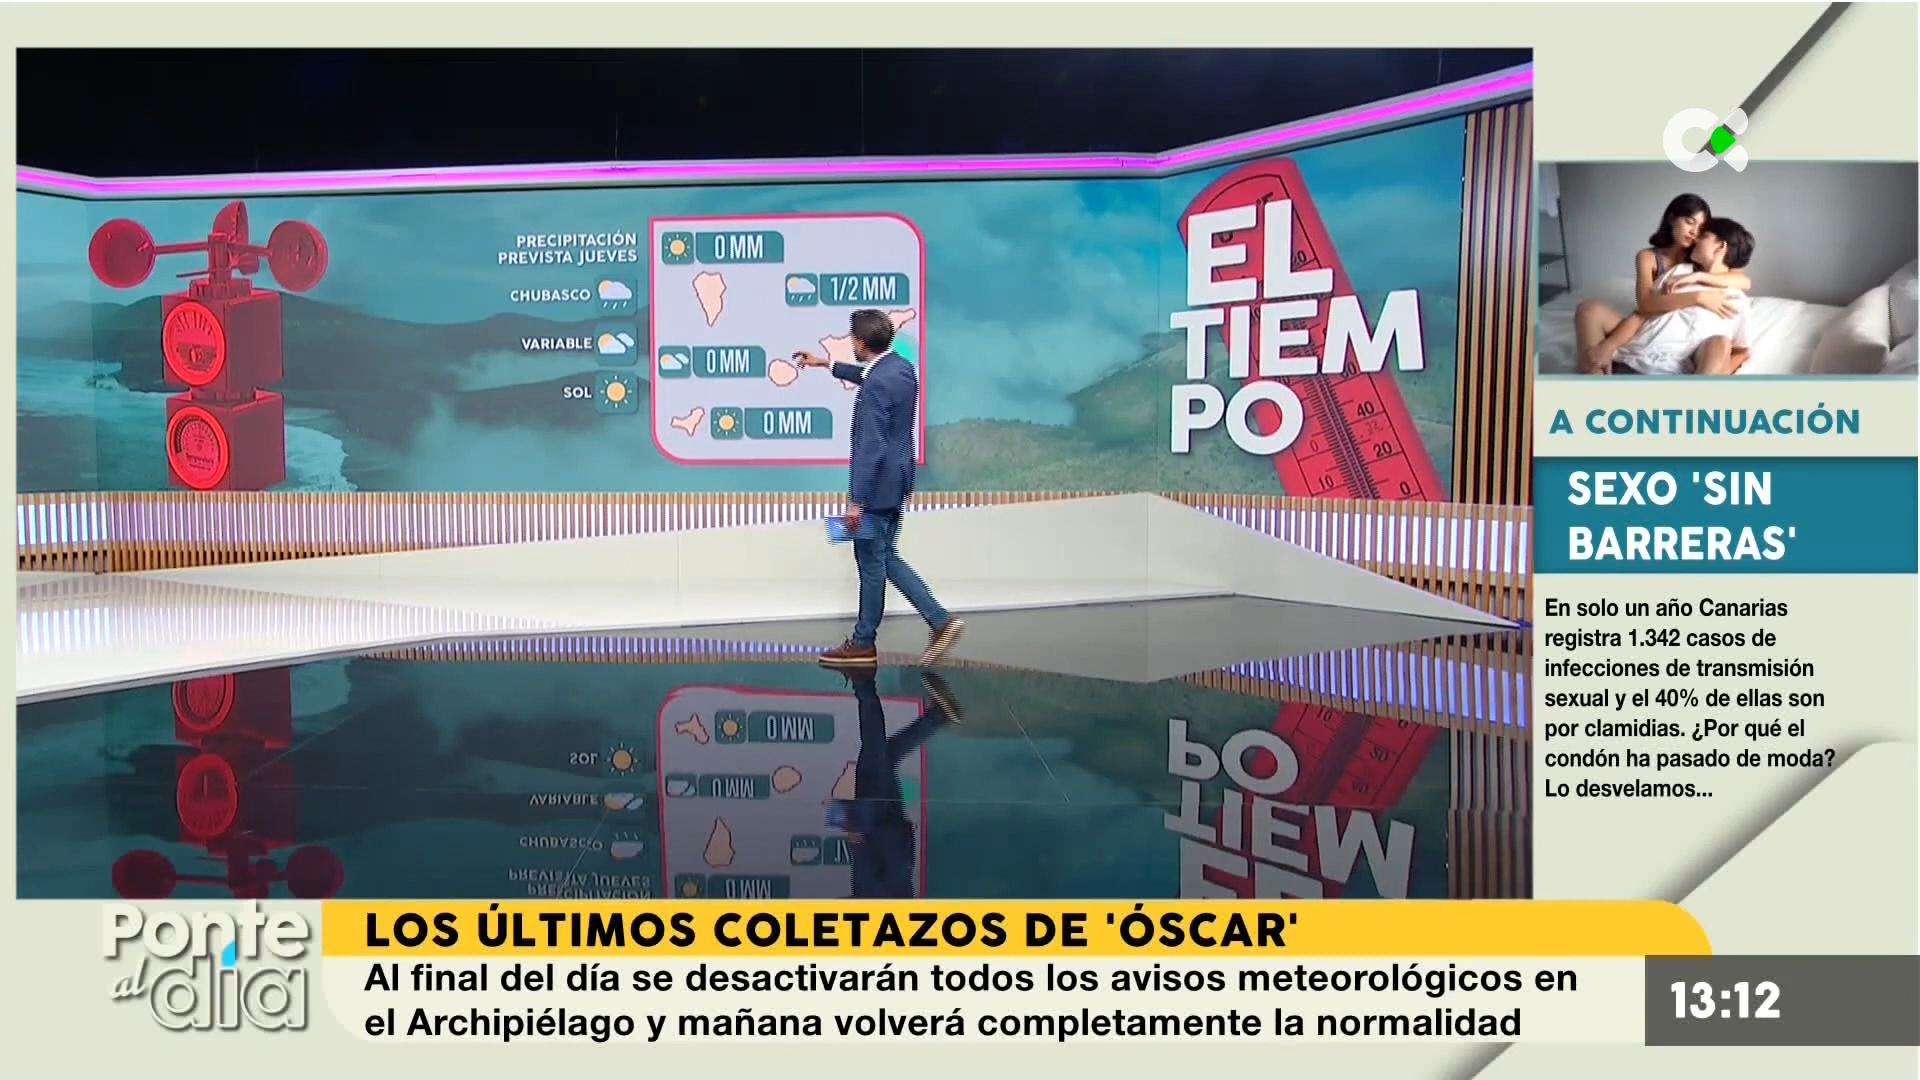 PRECIPITACIÓN
PREVISTA JUEVES
CHUBASCO
VARIABLE
SOL
0 MM
1/2 MM
0 MM
0 MM
EL
TIEM
PO
A CONTINUACIÓN
SEXO 'SIN
BARRERAS'
En solo un año Canarias
registra 1.342 casos de
infecciones de transmisión
sexual y el 40% de ellas son
por clamidias. ¿Por qué el
condón ha pasado de moda?
Lo desvelamos...
Ponte
al día
LOS ÚLTIMOS COLETAZOS DE 'ÓSCAR'
Al final del día se desactivarán todos los avisos meteorológicos en
el Archipiélago y mañana volverá completamente la normalidad
13:12